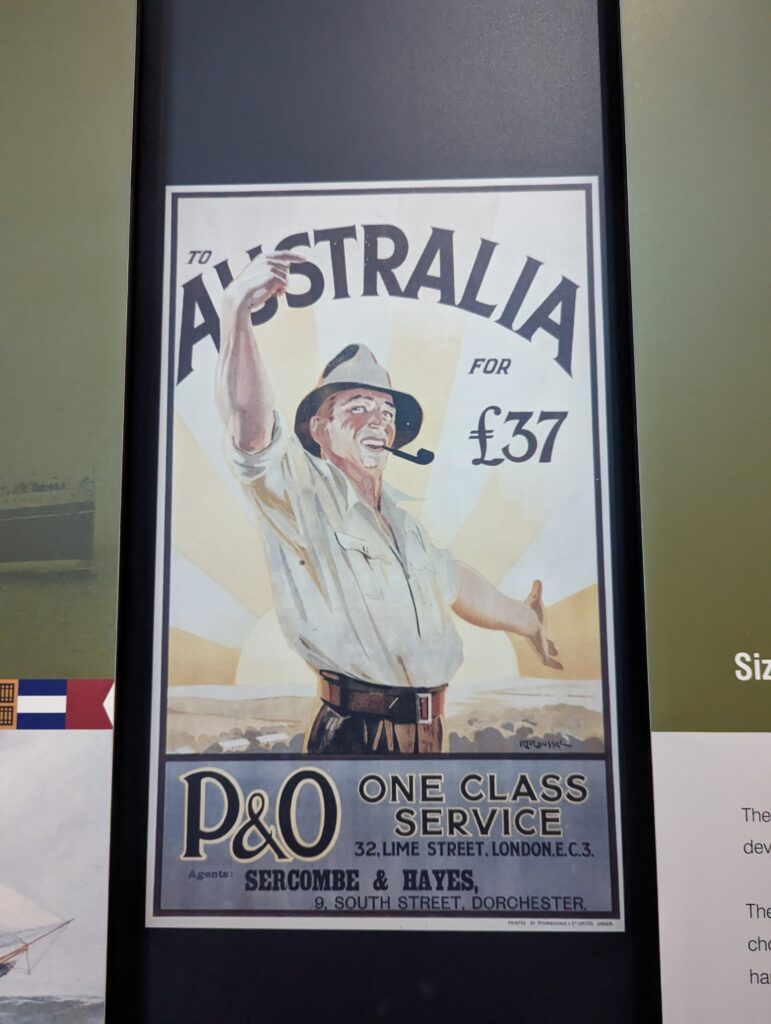 TO
AUSTRALIA
FOR
£37
P&O
ONE CLASS
SERVICE
32, LIME STREET, LONDON, E.C.3.
Agents:
SERCOMBE & HAYES,
9, SOUTH STREET, DORCHESTER.
Siz
The
dev
The
cho
har